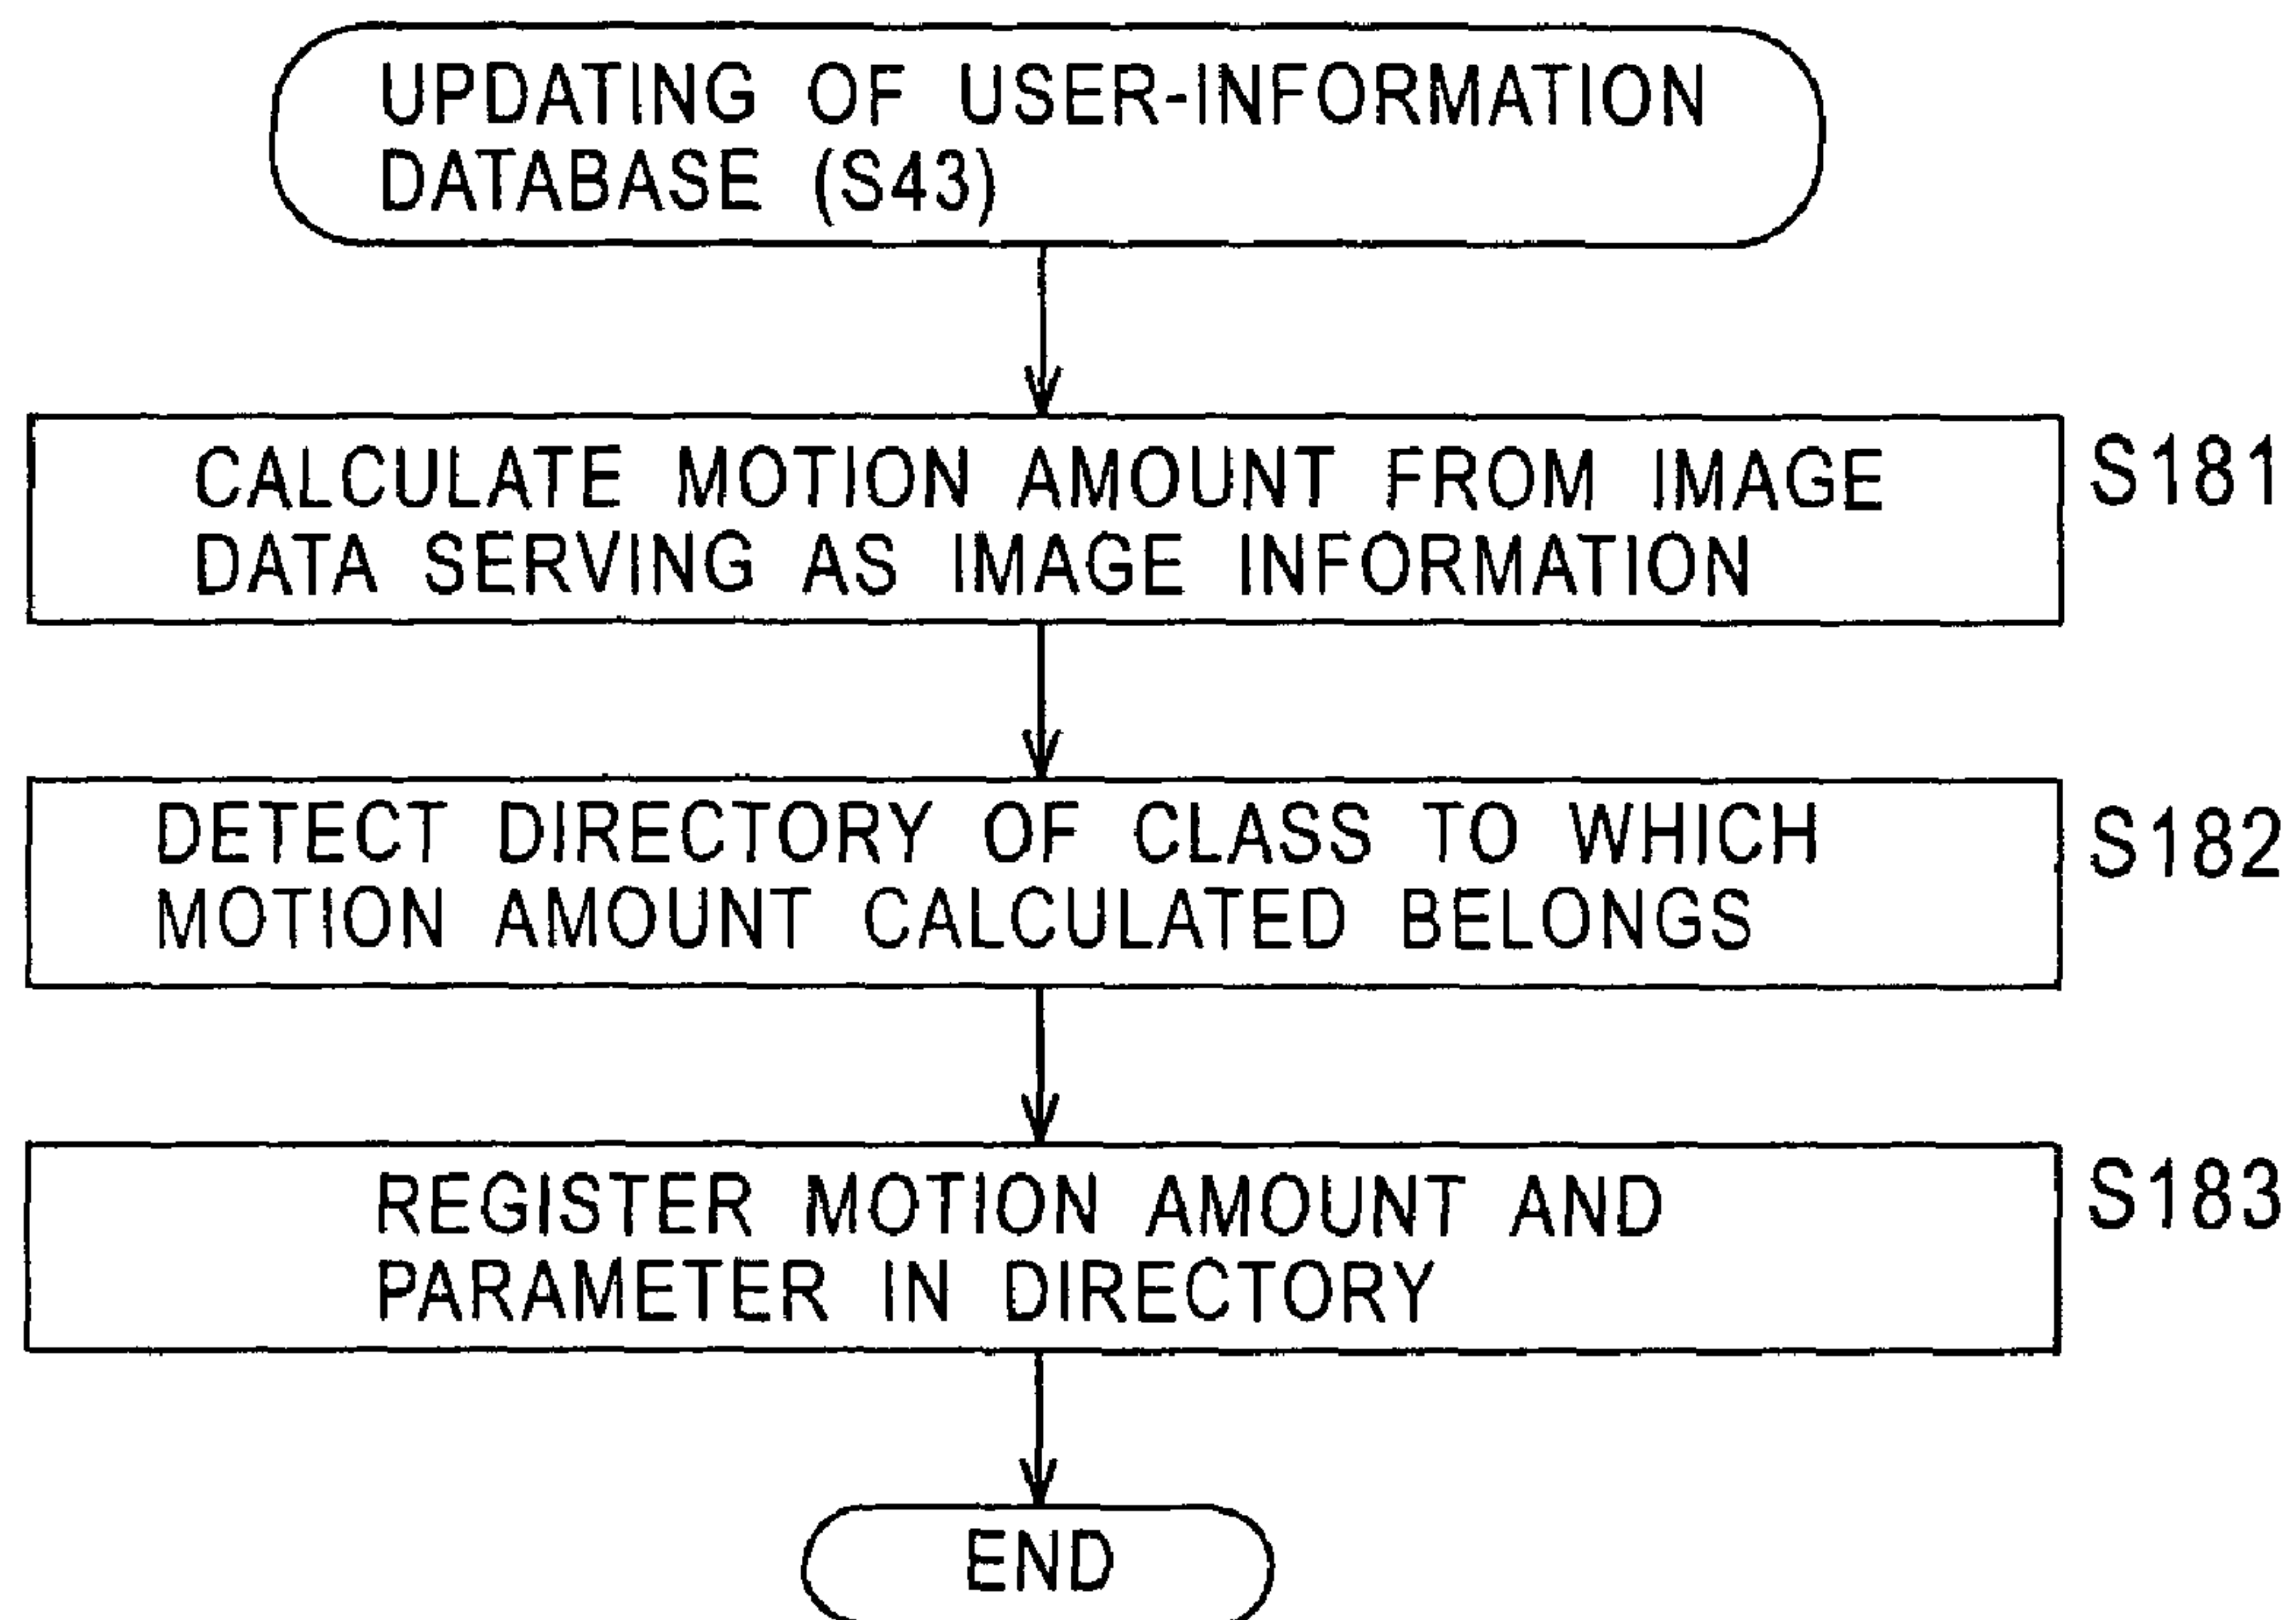 UPDATING OF USER-INFORMATION
DATABASE (S43)
CALCULATE MOTION AMOUNT FROM IMAGE
DATA SERVING AS IMAGE INFORMATION
S181
DETECT DIRECTORY OF CLASS TO WHICH
MOTION AMOUNT CALCULATED BELONGS
S182
REGISTER MOTION AMOUNT AND
PARAMETER IN DIRECTORY
S183
END